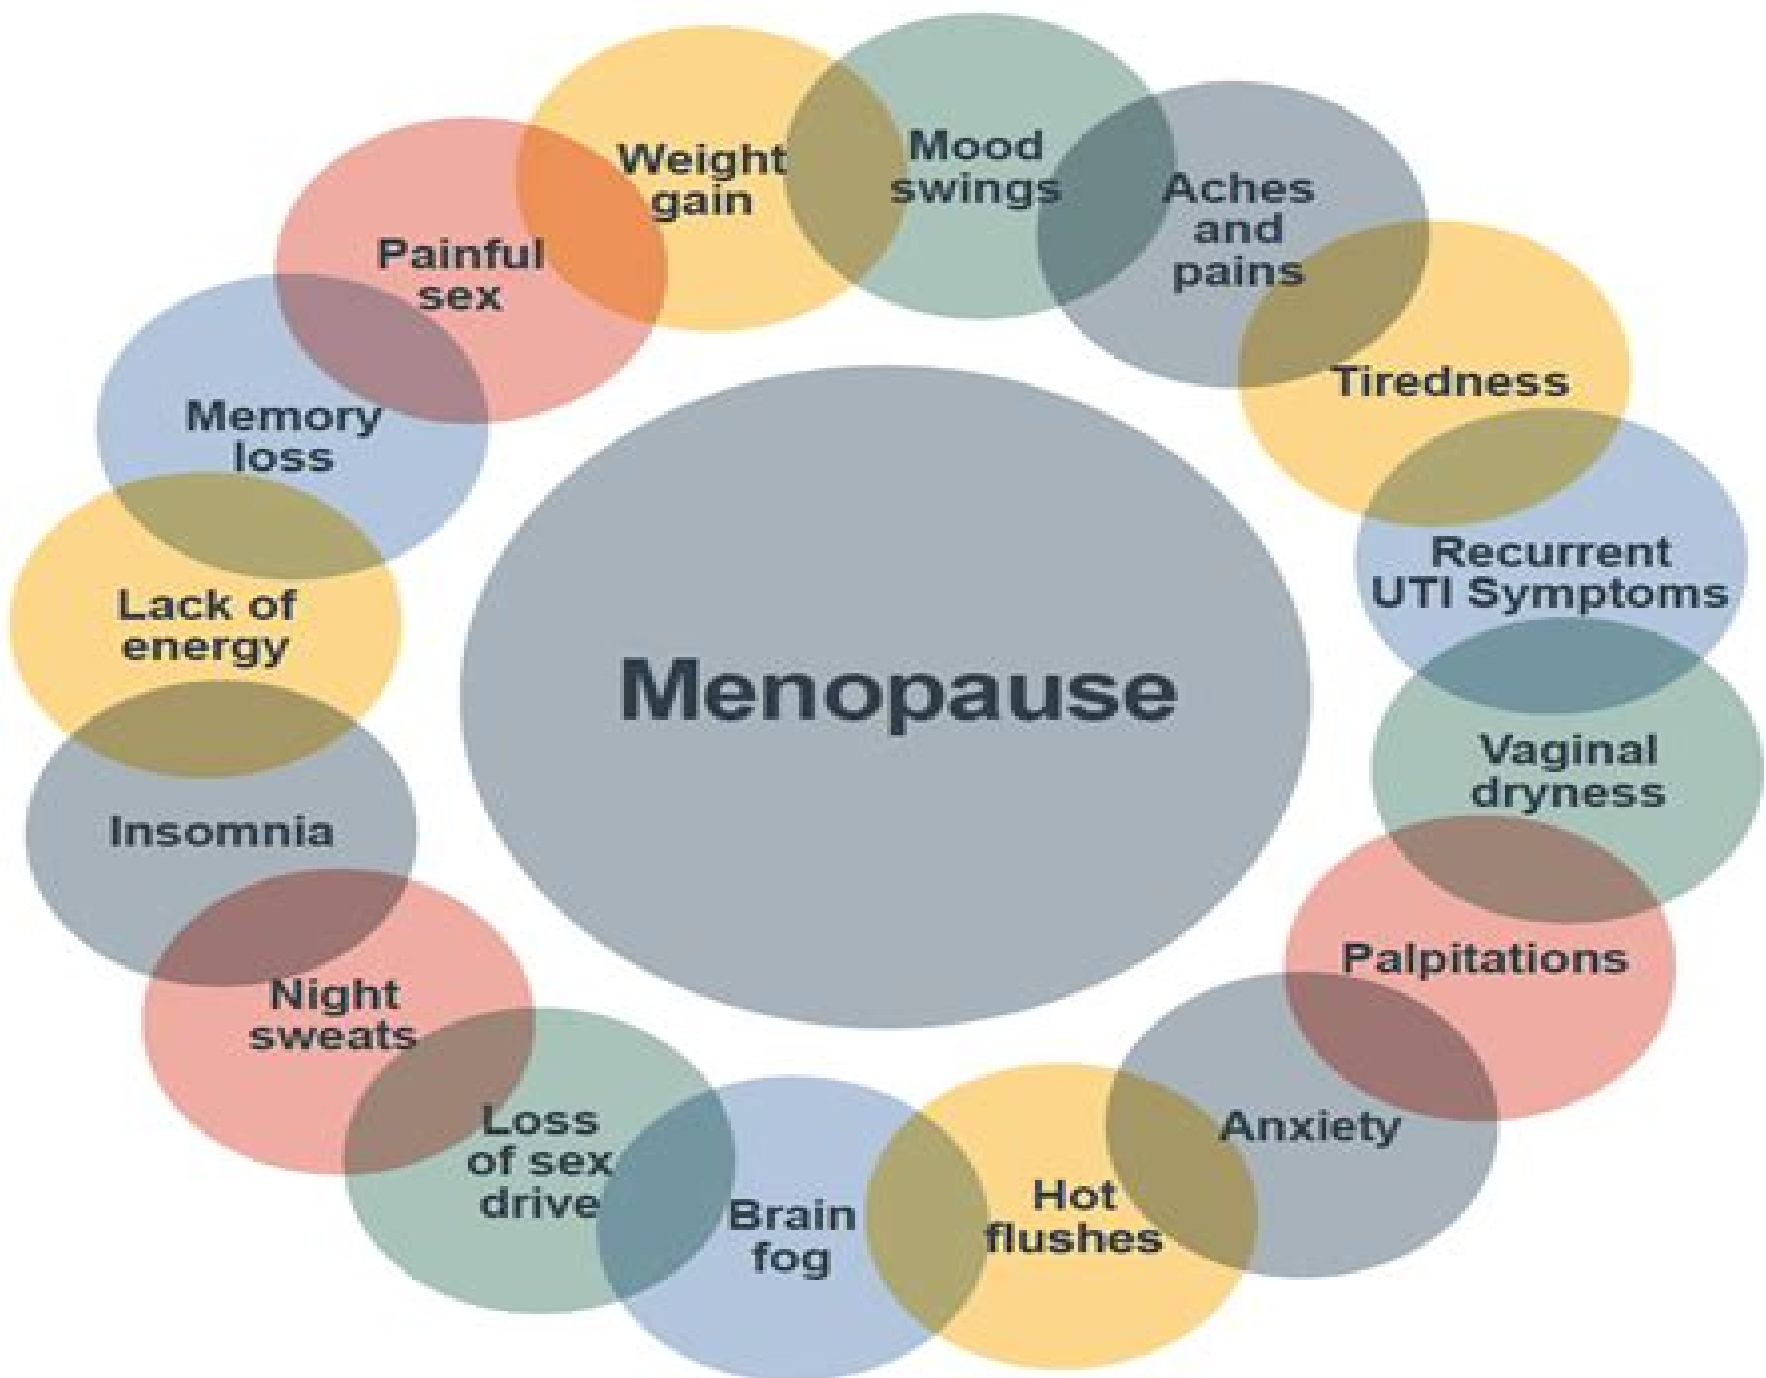 Weight
gain
Mood
swings
Aches
and
pains
Tiredness
Recurrent
UTI Symptoms
Vaginal
dryness
Palpitations
Anxiety
Hot
flushes
Brain
fog
Loss
of sex
drive
Night
sweats
Insomnia
Lack of
energy
Memory
loss
Painful
sex
Menopause